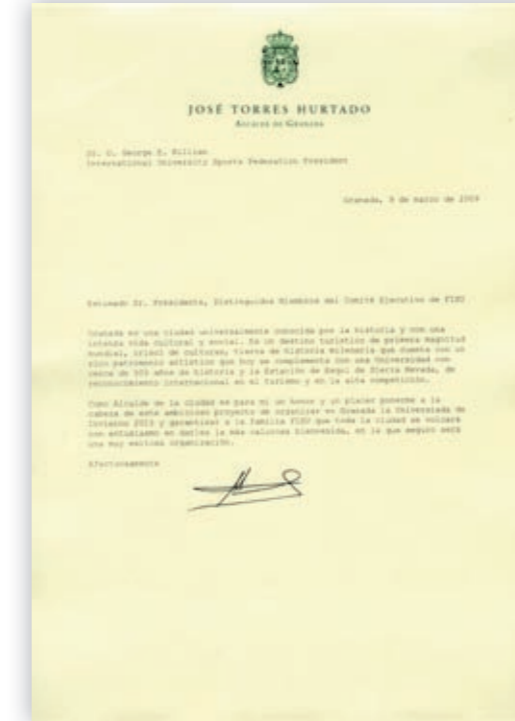 JOSÉ TORRES HURTADO
ALCALDE DE GRANADA
Sr. D. George E. Killian
International University Sports Federation President
Granada, 9 de marzo de 2009
Estimado Sr. Presidente, Distinguidos Miembros del Comité Ejecutivo de FISU
Granada es una ciudad universalmente conocida por la historia y con una
intensa vida cultural y social. Es un destino turístico de primera magnitud
mundial, crisol de culturas, tierra de historia milenaria que cuenta con un
rico patrimonio artístico que hoy se complementa con una Universidad con
cerca de 500 años de historia y la Estación de Esquí de Sierra Nevada, de
reconocimiento internacional en el turismo y en la alta competición.
Como Alcalde de la ciudad es para mí un honor y un placer ponerme a la
cabeza de este ambicioso proyecto de organizar en Granada la Universiada de
Invierno 2015 y garantizar a la familia FISU que toda la ciudad se volcará
con entusiasmo en darles la más calurosa bienvenida, en lo que seguro será
una muy exitosa organización.
Afectuosamente